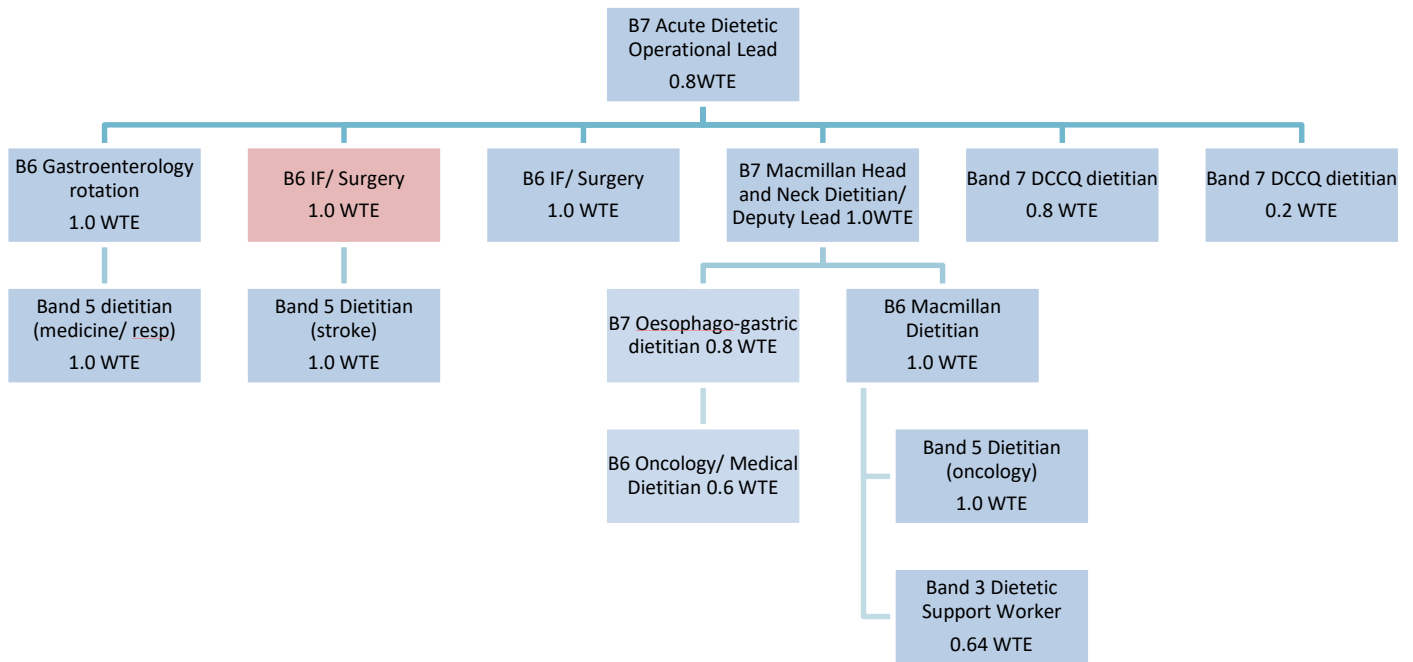 B7 Acute Dietetic
Operational Lead
0.8WTE
B6 Gastroenterology
rotation
1.0 WTE
B6 IF/ Surgery
1.0 WTE
B6 IF/ Surgery
1.0 WTE
B7 Macmillan Head
and Neck Dietitian/
Deputy Lead 1.0WTE
Band 7 DCCQ dietitian
0.8 WTE
Band 7 DCCQ dietitian
0.2 WTE
Band 5 dietitian
(medicine/ resp)
1.0 WTE
Band 5 Dietitian
(stroke)
1.0 WTE
B7 Oesophago-gastric
dietitian 0.8 WTE
B6 Macmillan
Dietitian
1.0 WTE
B6 Oncology/ Medical
Dietitian 0.6 WTE
Band 5 Dietitian
(oncology)
1.0 WTE
Band 3 Dietetic
Support Worker
0.64 WTE